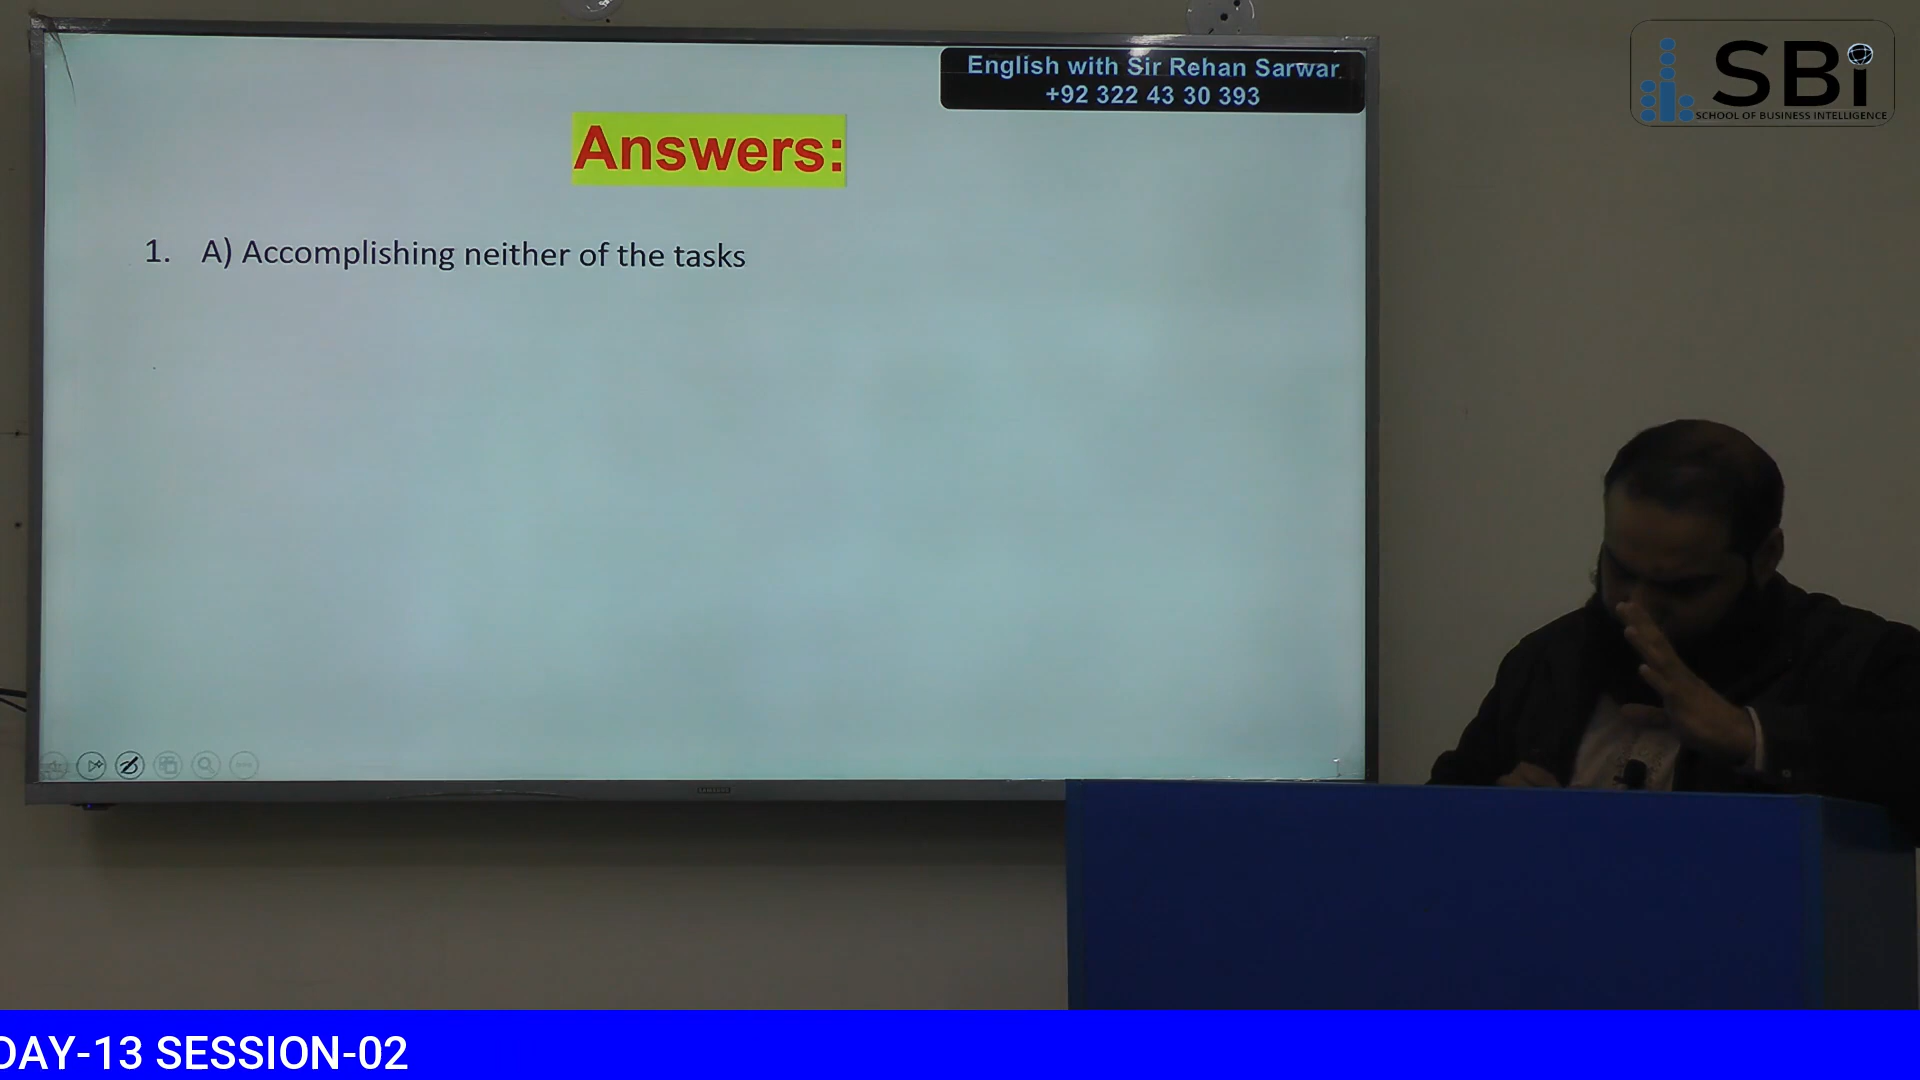 English with Sir Rehan Sarwar
+92 322 43 30 393
SBi
SCHOOL OF BUSINESS INTELLIGENCE
Answers:
1. A) Accomplishing neither of the tasks
SAMSUNG
DAY-13 SESSION-02